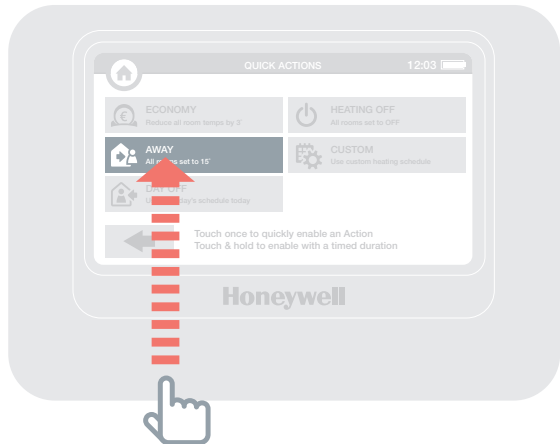 QUICK ACTIONS 12:03
ECONOMY
Reduce all room temps by 3˚
HEATING OFF
All rooms set to OFF
AWAY
All rooms set to 15˚
CUSTOM
Use custom heating schedule
DAY OFF
schedule today
Touch once to quickly enable an Action
Touch & hold to enable with a timed duration
Honeywell